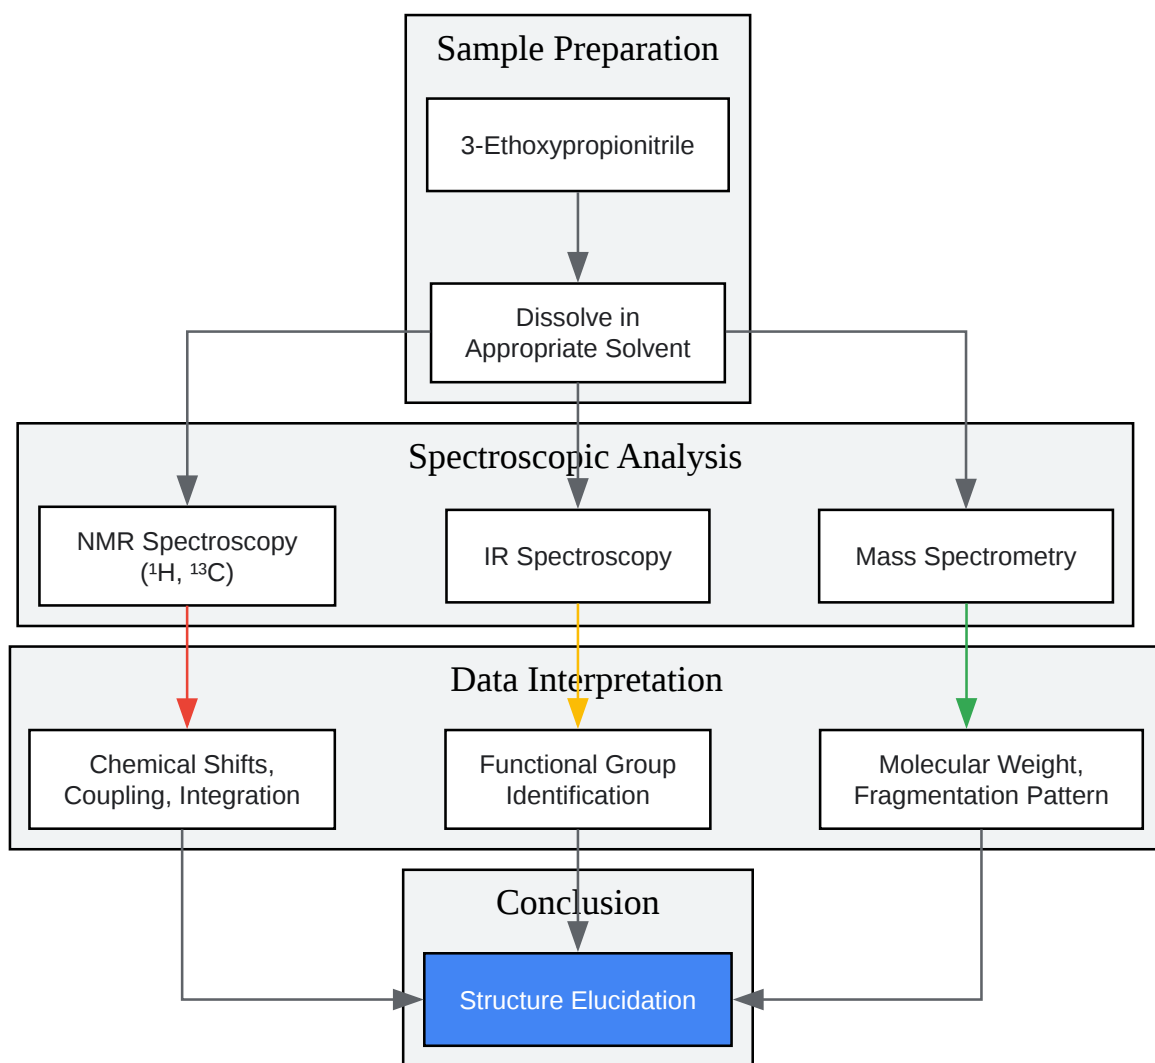 Sample Preparation
3-Ethoxypropionitrile
Dissolve in
Appropriate Solvent
Spectroscopic Analysis
NMR Spectroscopy
(¹H, ¹³C)
IR Spectroscopy
Mass Spectrometry
Data Interpretation
Chemical Shifts,
Coupling, Integration
Functional Group
Identification
Molecular Weight,
Fragmentation Pattern
Conclusion
Structure Elucidation